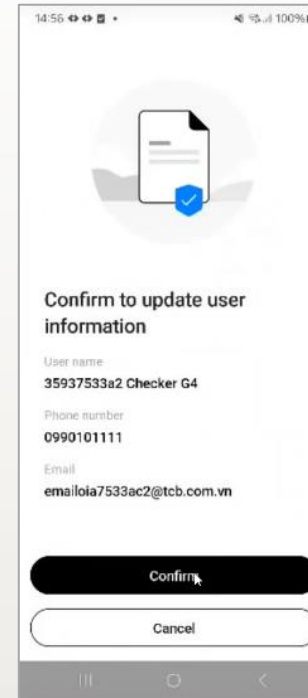 14:56
100%
Confirm to update user
information
User name
35937533a2 Checker G4
Phone number
0990101111
Email
emailoia7533ac2@tcb.com.vn
Confirm
Cancel